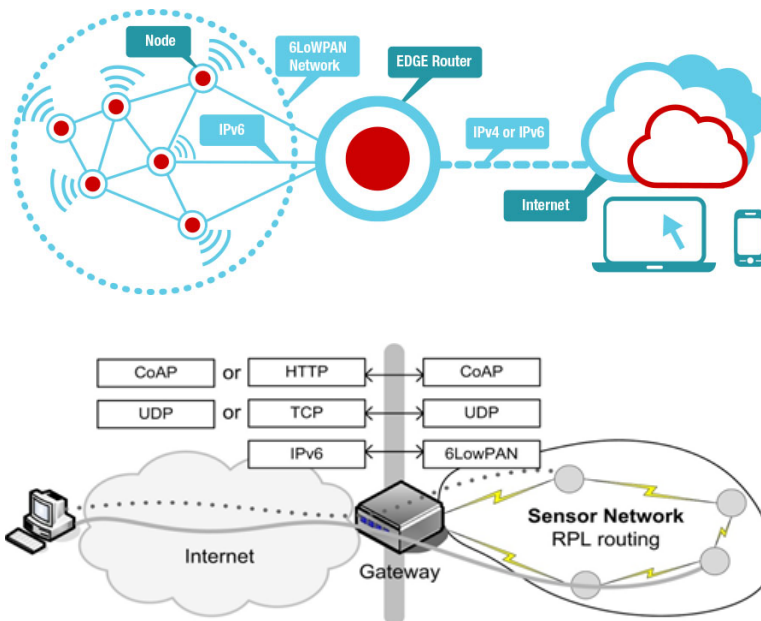 Node
6LoWPAN
Network
EDGE Router
IPv6
IPv4 or IPv6
Internet
CoAP or HTTP CoAP
UDP or TCP UDP
IPv6 6LowPAN
Sensor Network
RPL routing
Internet
Gateway